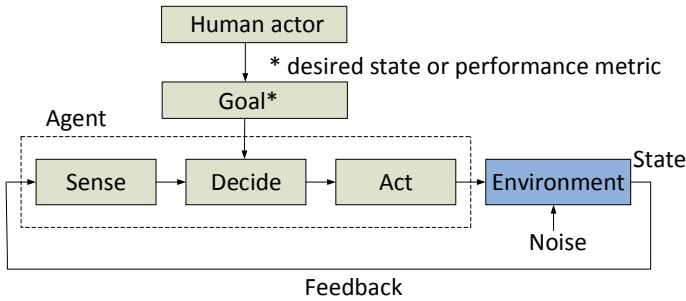 Human actor
* desired state or performance metric
Goal*
Agent
Sense
Decide
Act
Environment
State
Noise
Feedback